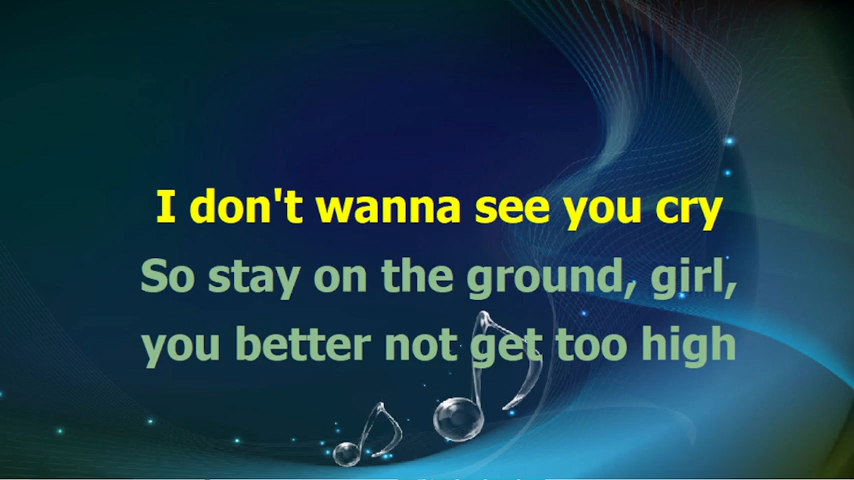 I don't wanna see you cry
So stay on the ground, girl,
you better not get too high